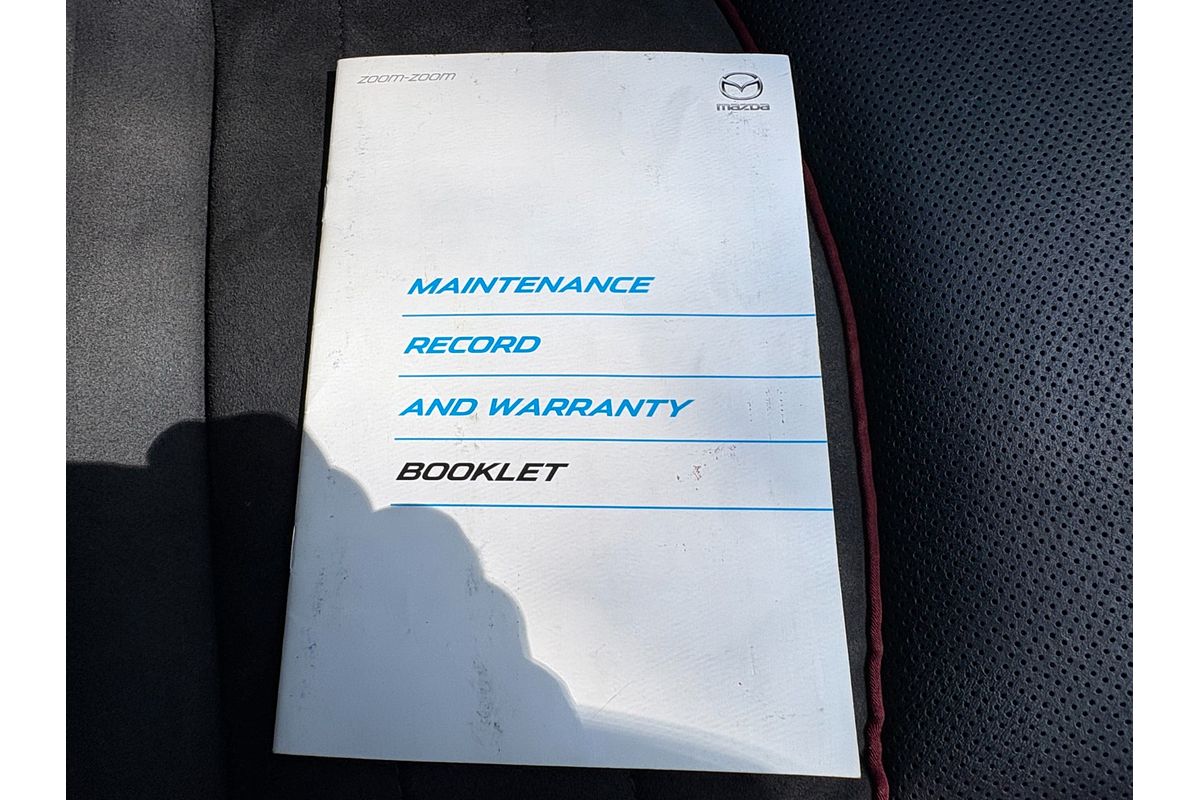 zoom-zoom
mazda
MAINTENANCE
RECORD
AND WARRANTY
BOOKLET